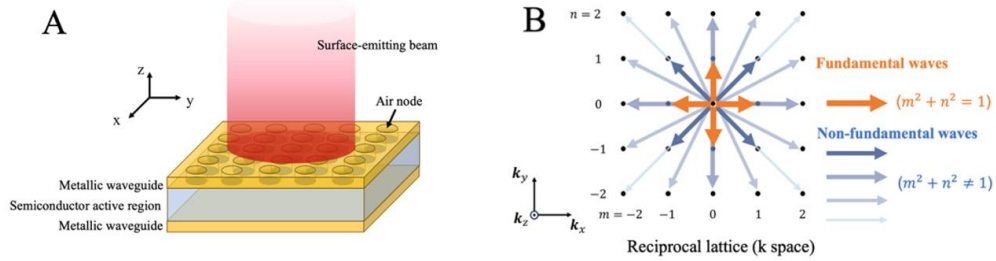 A
Surface-emitting beam
z
y
x
Air node
Metallic waveguide
Semiconductor active region
Metallic waveguide
B
n = 2
1
0
−1
−2
m = −2 −1 0 1 2
k_y
k_z
k_x
Reciprocal lattice (k space)
Fundamental waves
(m² + n² = 1)
Non-fundamental waves
(m² + n² ≠ 1)